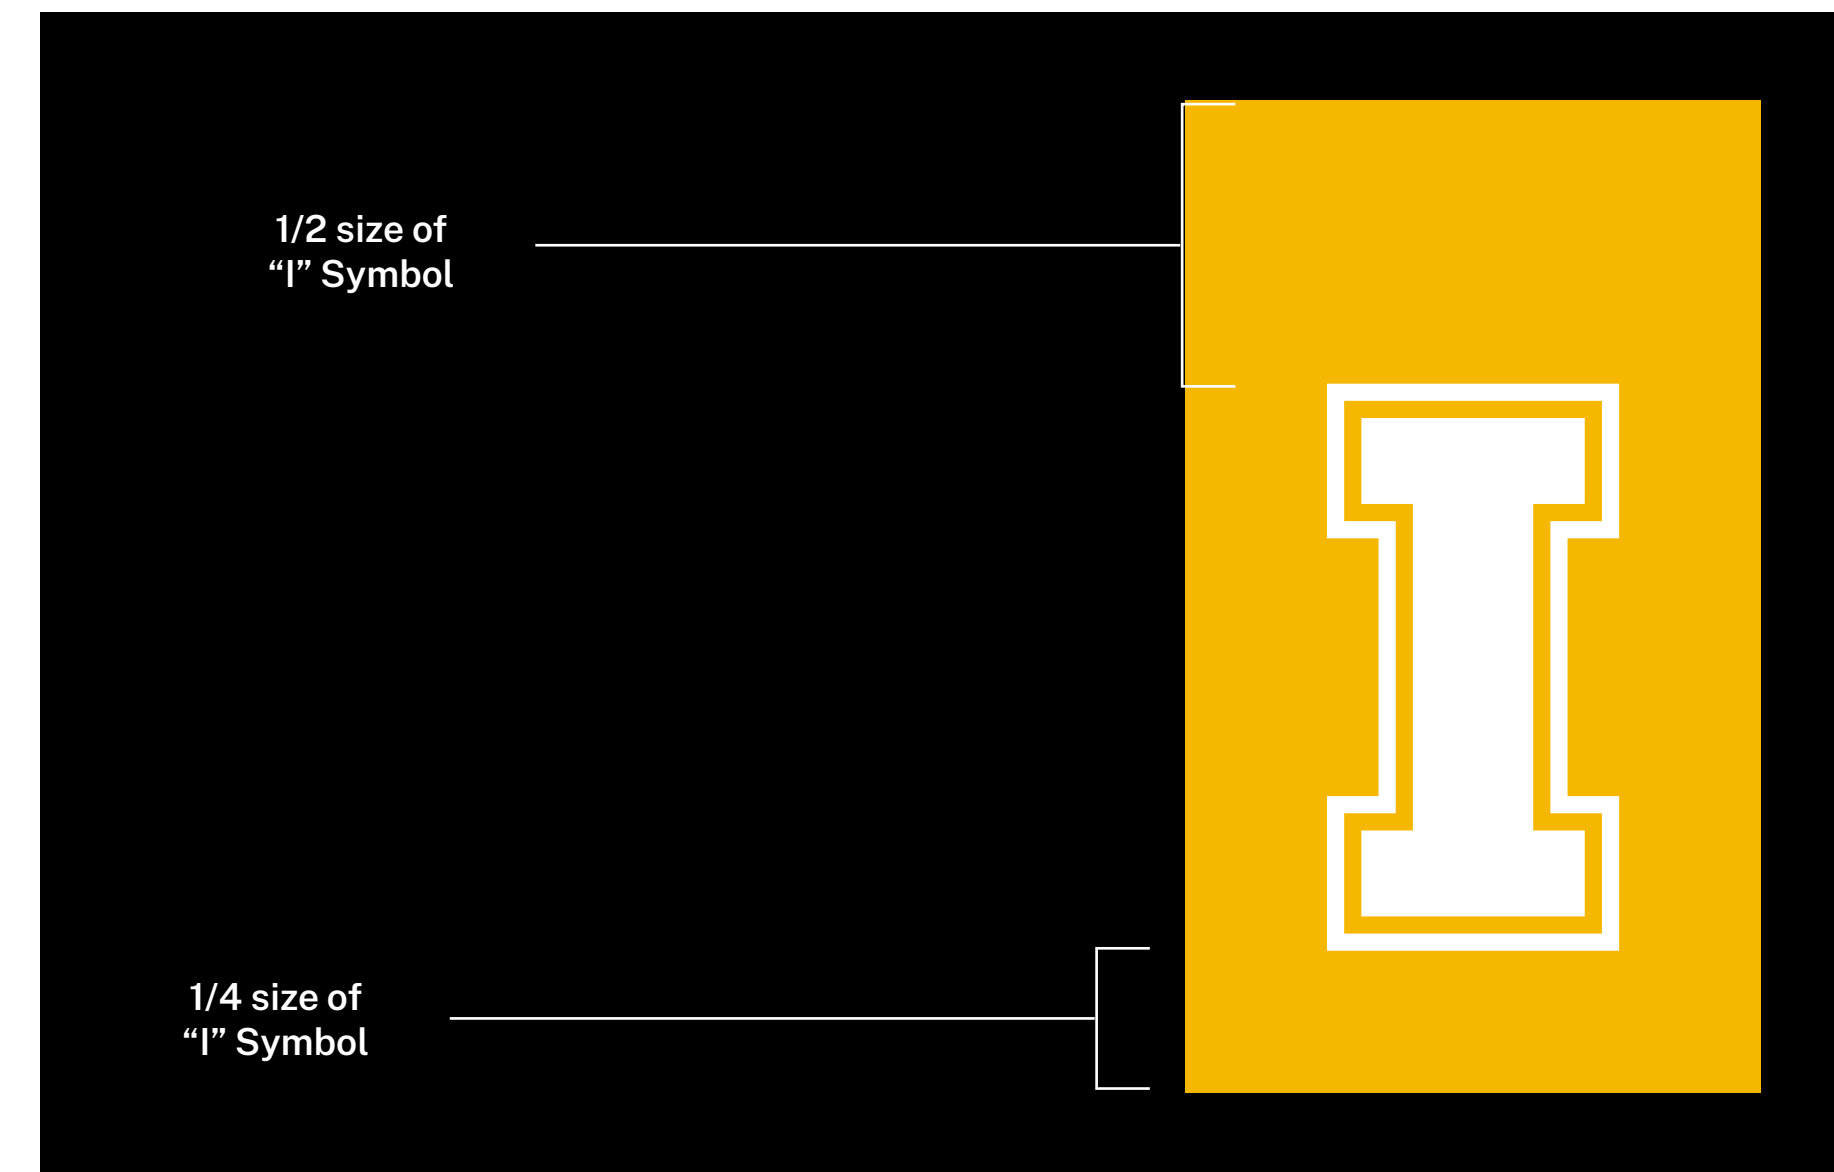 1/2 size of
“I” Symbol
I
1/4 size of
“I” Symbol